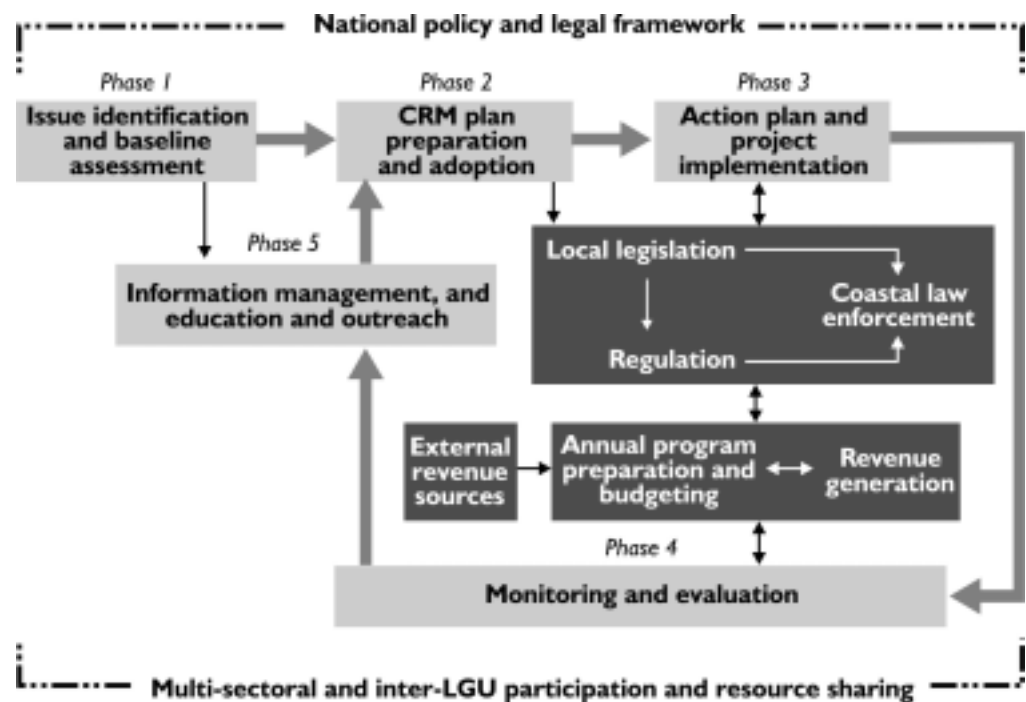 National policy and legal framework
Phase 1
Phase 2
Phase 3
Issue identification
and baseline
assessment
CRM plan
preparation
and adoption
Action plan and
project
implementation
Phase 5
Information management, and
education and outreach
Local legislation
Coastal law
enforcement
Regulation
External
revenue
sources
Annual program
preparation and
budgeting
Revenue
generation
Phase 4
Monitoring and evaluation
Multi-sectoral and inter-LGU participation and resource sharing